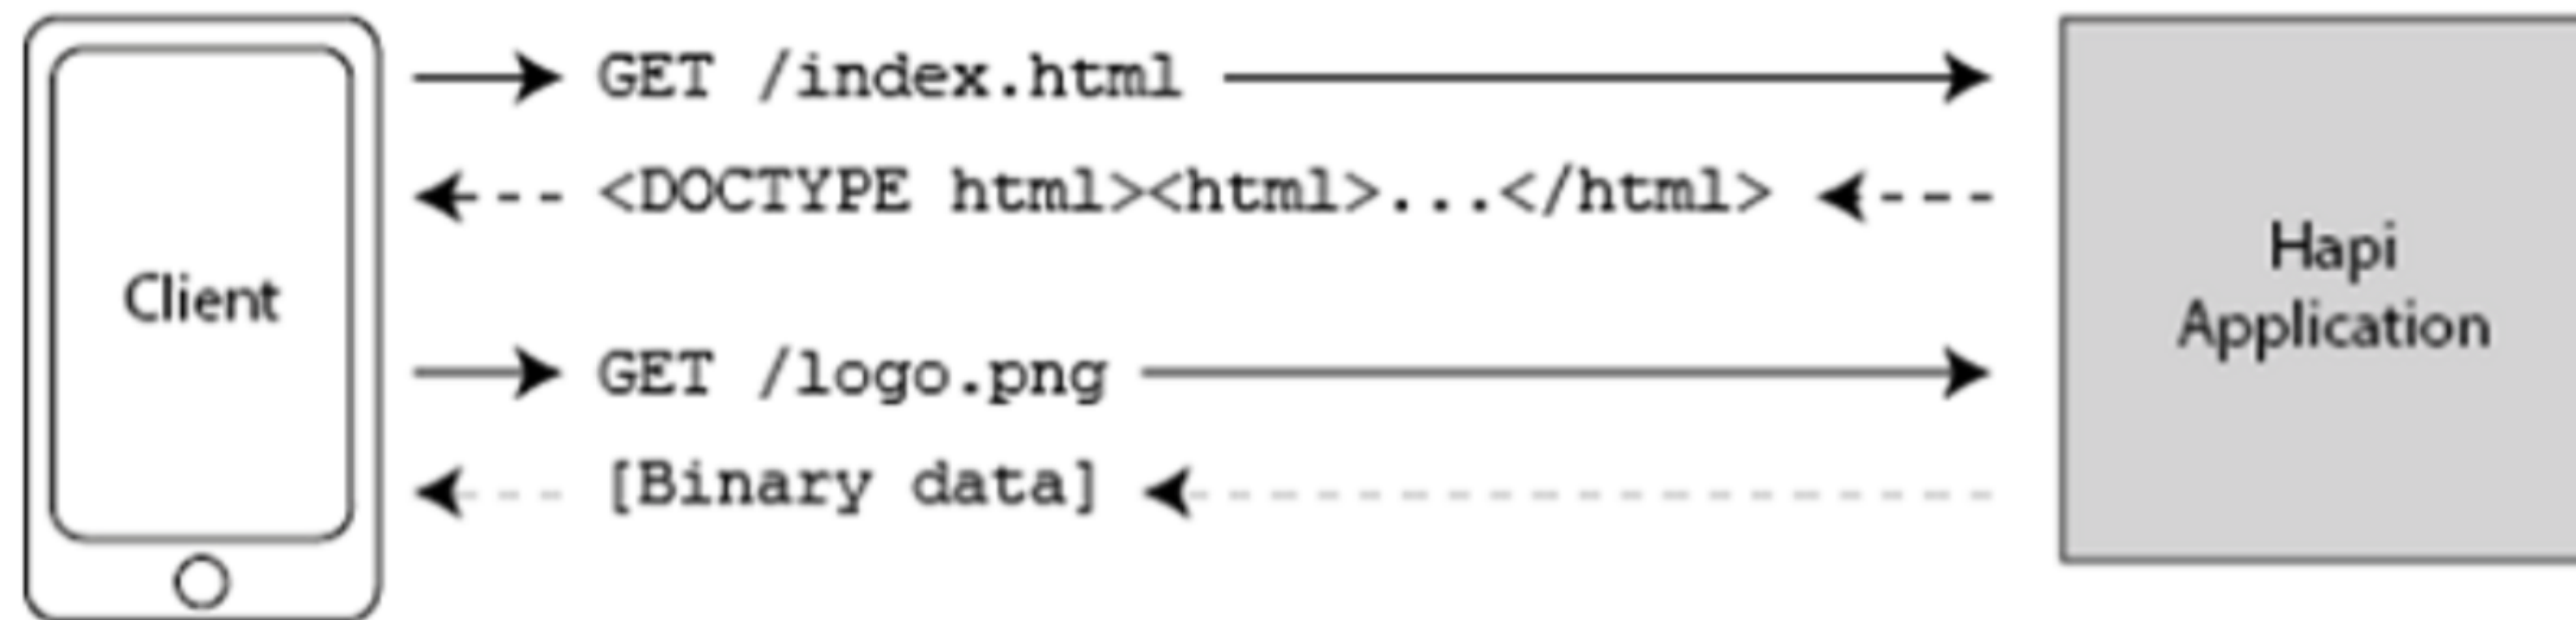 Client
GET /index.html
<DOCTYPE html><html>...</html>
GET /logo.png
[Binary data]
Hapi
Application